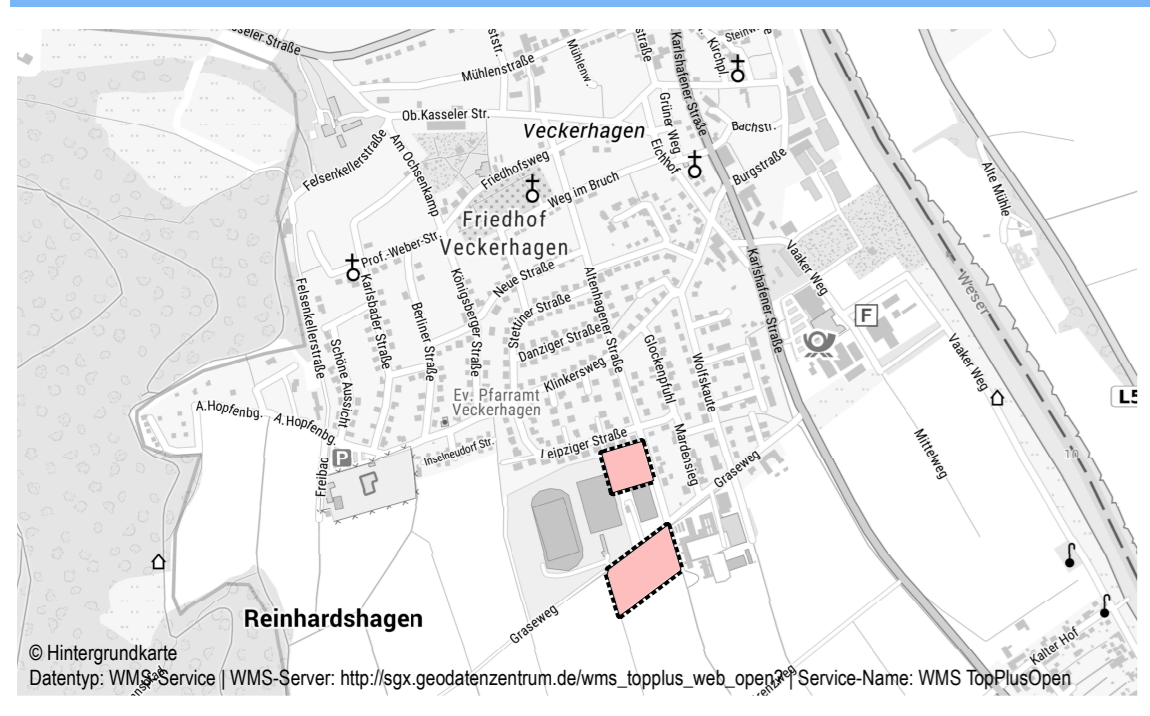 Kasseler Straße
Mühlenstraße
Mühlenw.
Karlshafener Straße
Kirchpl.
Ob.Kasseler Str.
Veckerhagen
Grüner Weg
Bachstr.
Felsenkellerstraße
Am Ochsenkamp
Friedhofsweg
Eichhof
Burgstraße
Alte Mühle
Weg im Bruch
Friedhof
Veckerhagen
Prof.-Weber-Str.
Neue Straße
Vaaker Weg
Weser
Karlshafener Straße
Felsenkellerstraße
Karlsbader Straße
Königsberger Straße
Berliner Straße
Stettiner Straße
Altenhagener Straße
Danziger Straße
F
Schöne Aussicht
Glockenpfuhl
Wolfskaute
Vaaker Weg
Klinkersweg
Ev. Pfarramt
Veckerhagen
L5
A.Hopfenbg.
A.Hopfenbg.
Inselneudorf Str.
Leipziger Straße
Mardensieg
Mittelweg
10
P
Freibad
Graseweg
Reinhardshagen
Graseweg
Kalter Hof
© Hintergrundkarte
Datentyp: WMS-Service | WMS-Server: http://sgx.geodatenzentrum.de/wms_topplus_web_open? | Service-Name: WMS TopPlusOpen